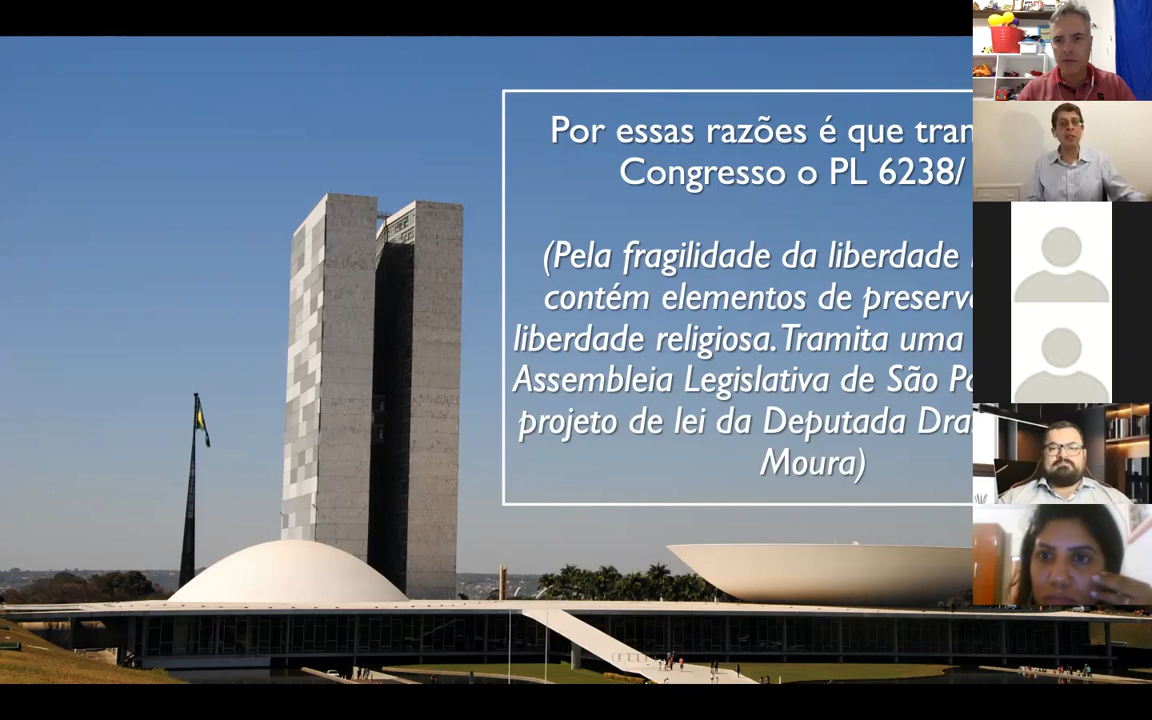 Por essas razões é que tran
Congresso o PL 6238/
(Pela fragilidade da liberdade
contém elementos de preserv
liberdade religiosa. Tramita uma
Assembleia Legislativa de São P
projeto de lei da Deputada Dra
Moura)